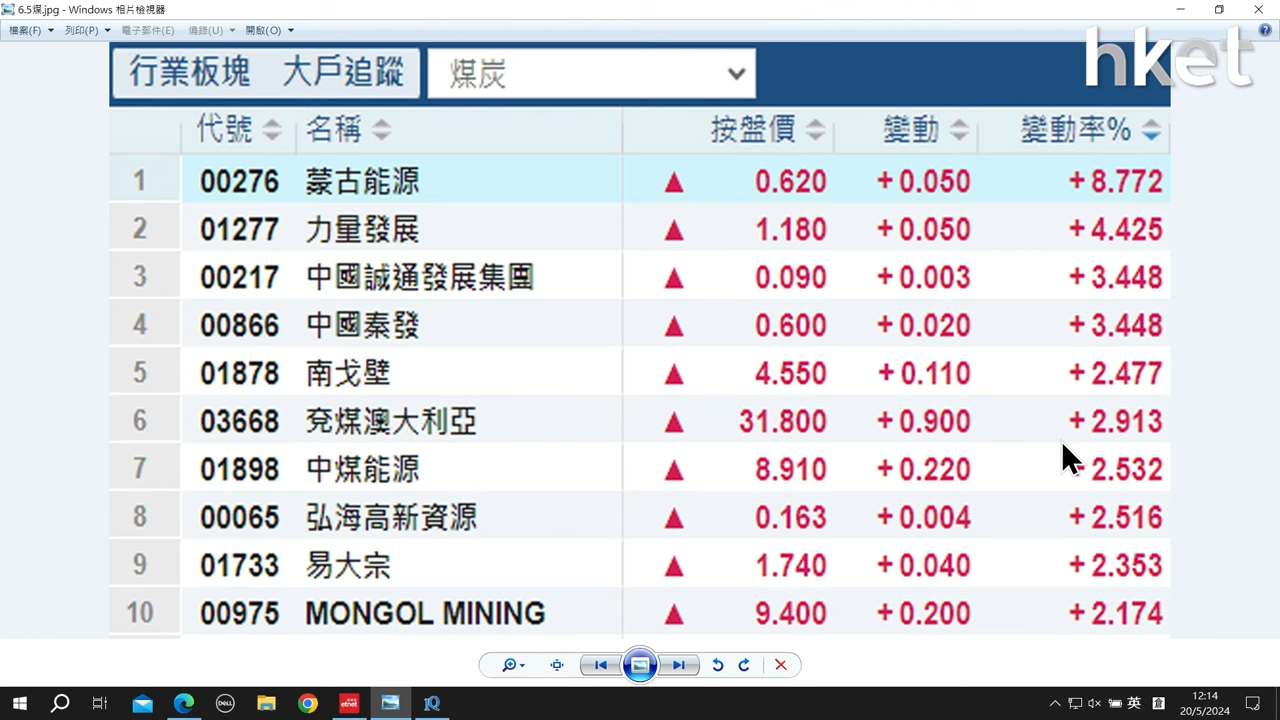 6.5煤.jpg - Windows 相片檢視器
檔案(F) 列印(P) 電子郵件(E) 燒錄(U) 開啟(O)
hket
行業板塊 大戶追蹤 煤炭
代號 名稱 按盤價 變動 變動率%
1 00276 蒙古能源 ▲ 0.620 +0.050 +8.772
2 01277 力量發展 ▲ 1.180 +0.050 +4.425
3 00217 中國誠通發展集團 ▲ 0.090 +0.003 +3.448
4 00866 中國秦發 ▲ 0.600 +0.020 +3.448
5 01878 南戈壁 ▲ 4.550 +0.110 +2.477
6 03668 兗煤澳大利亞 ▲ 31.800 +0.900 +2.913
7 01898 中煤能源 ▲ 8.910 +0.220 +2.532
8 00065 弘海高新資源 ▲ 0.163 +0.004 +2.516
9 01733 易大宗 ▲ 1.740 +0.040 +2.353
10 00975 MONGOL MINING ▲ 9.400 +0.200 +2.174
DELL etnet IQ 英 12:14
20/5/2024